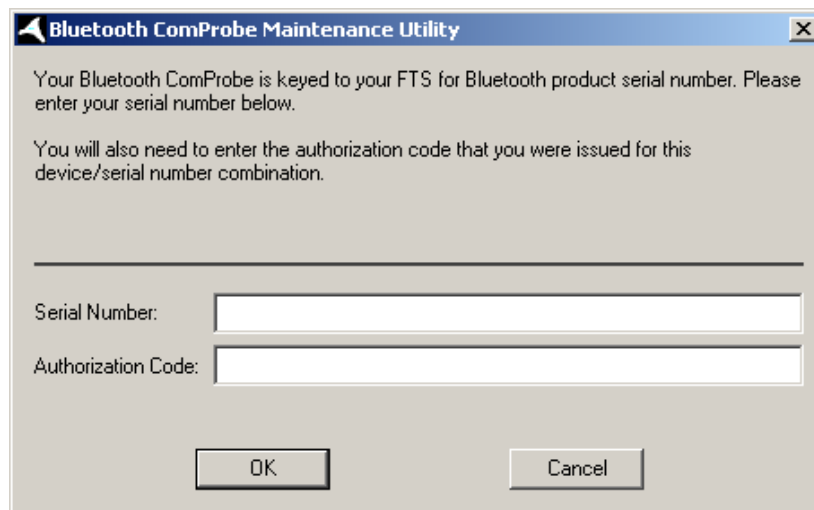 Bluetooth ComProbe Maintenance Utility
Your Bluetooth ComProbe is keyed to your FTS for Bluetooth product serial number. Please
enter your serial number below.
You will also need to enter the authorization code that you were issued for this
device/serial number combination.
Serial Number:
Authorization Code:
OK
Cancel